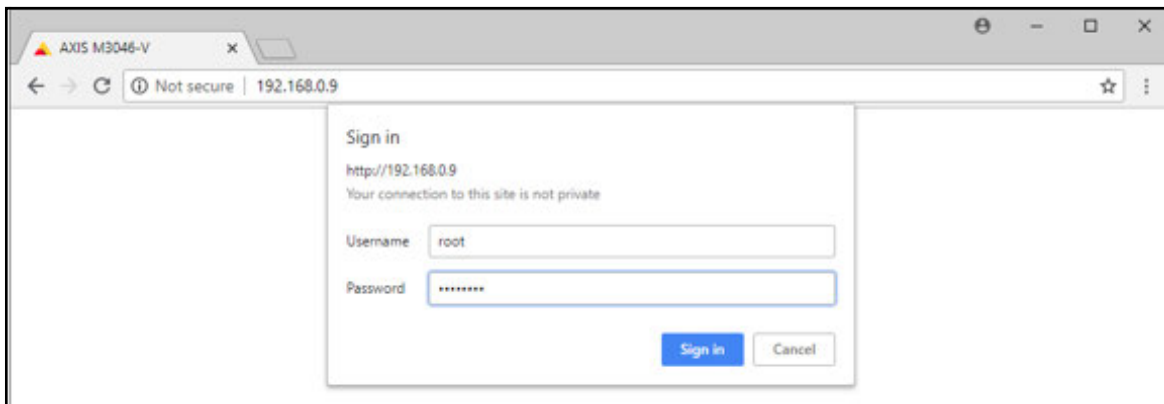 AXIS M3046-V
Not secure | 192.168.0.9
Sign in
http://192.168.0.9
Your connection to this site is not private
Username root
Password ••••••••
Sign in Cancel